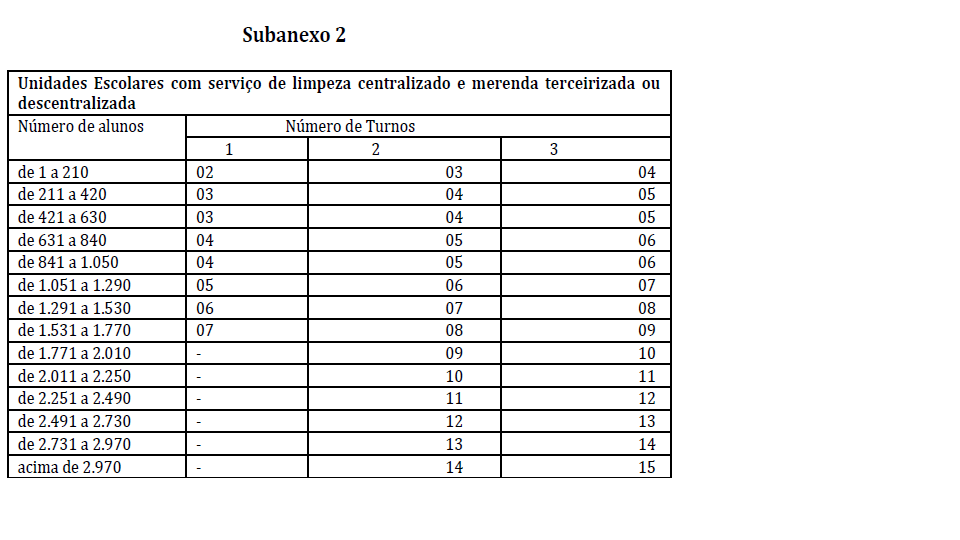 Subanexo 2
Unidades Escolares com serviço de limpeza centralizado e merenda terceirizada ou
descentralizada
Número de alunos Número de Turnos
1 2 3
de 1 a 210 02 03 04
de 211 a 420 03 04 05
de 421 a 630 03 04 05
de 631 a 840 04 05 06
de 841 a 1.050 04 05 06
de 1.051 a 1.290 05 06 07
de 1.291 a 1.530 06 07 08
de 1.531 a 1.770 07 08 09
de 1.771 a 2.010 - 09 10
de 2.011 a 2.250 - 10 11
de 2.251 a 2.490 - 11 12
de 2.491 a 2.730 - 12 13
de 2.731 a 2.970 - 13 14
acima de 2.970 - 14 15